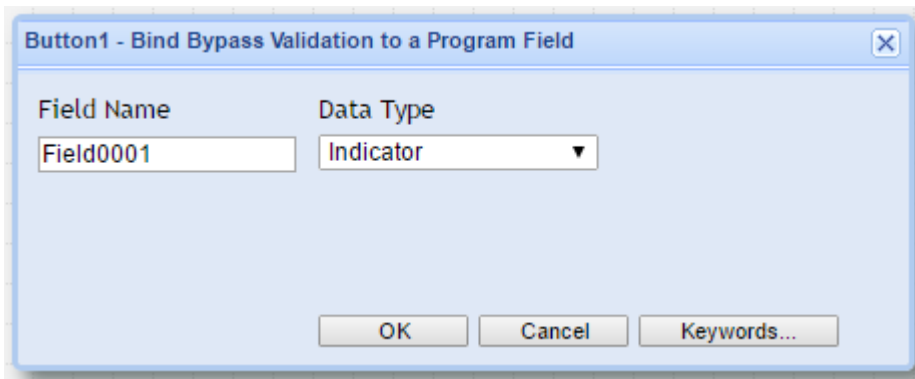 Button1 - Bind Bypass Validation to a Program Field
Field Name Data Type
Field0001 Indicator
OK Cancel Keywords...